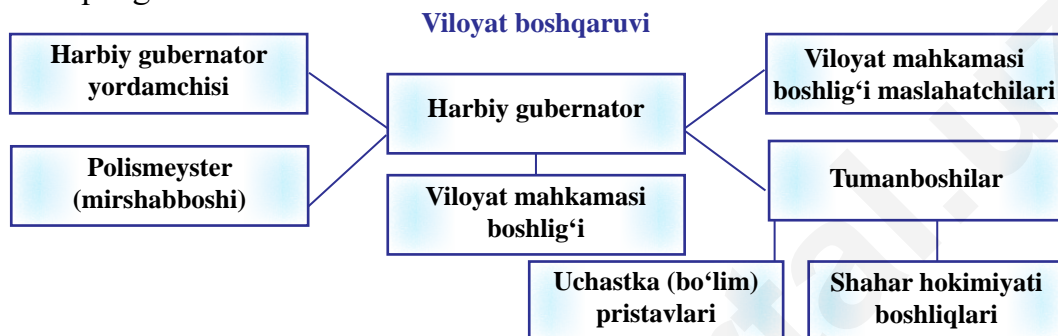 Viloyat boshqaruvi
Harbiy gubernator
yordamchisi
Harbiy gubernator
Viloyat mahkamasi
boshlig‘i maslahatchilari
Polismeyster
(mirshabboshi)
Viloyat mahkamasi
boshlig‘i
Tumanboshilar
Uchastka (bo‘lim)
pristavlari
Shahar hokimiyati
boshliqlari